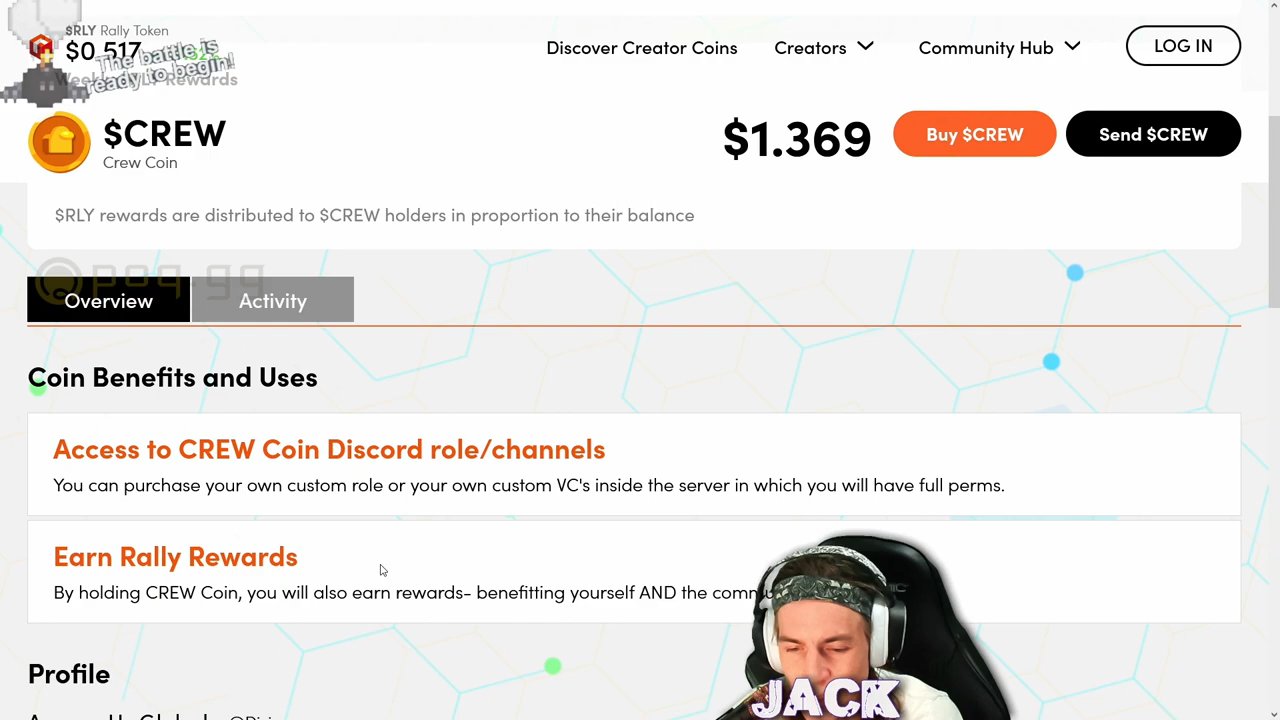 $RLY Rally Token
$0.517
The battle is
ready to begin!
Rewards
Discover Creator Coins
Creators
Community Hub
LOG IN
$CREW
Crew Coin
$1.369
Buy $CREW
Send $CREW
$RLY rewards are distributed to $CREW holders in proportion to their balance
pog.gg
Overview
Activity
Coin Benefits and Uses
Access to CREW Coin Discord role/channels
You can purchase your own custom role or your own custom VC's inside the server in which you will have full perms.
Earn Rally Rewards
By holding CREW Coin, you will also earn rewards- benefitting yourself AND the
Profile
JACK